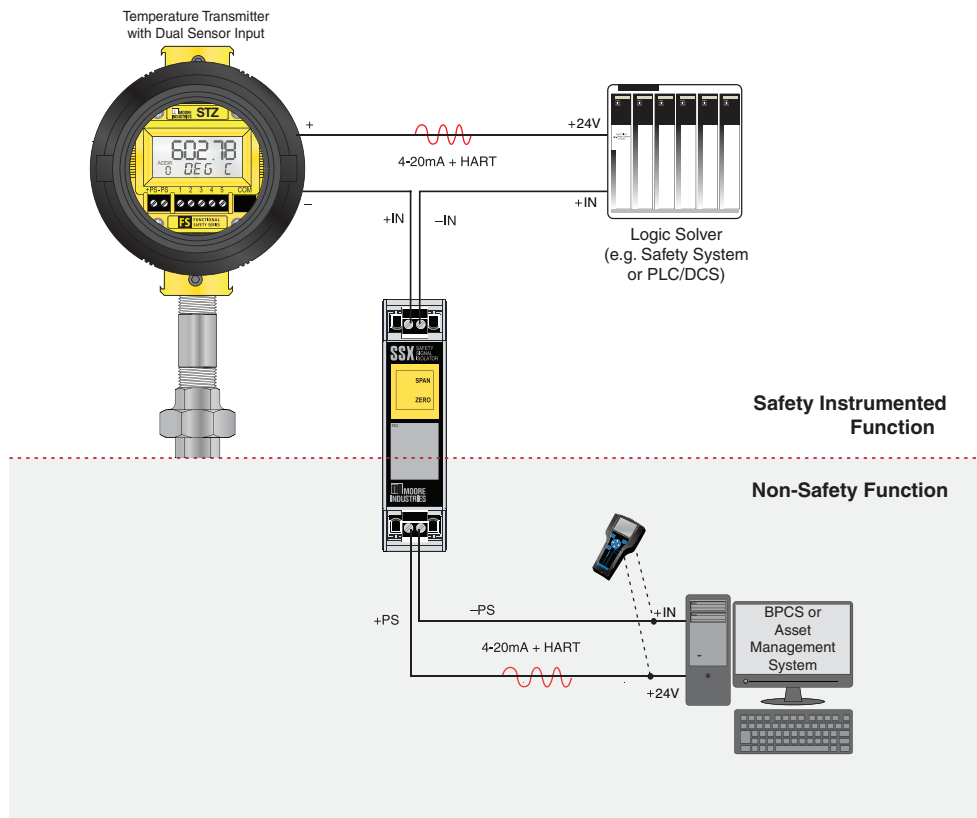 Temperature Transmitter
with Dual Sensor Input
MOORE
INDUSTRIES
STZ
602.78
ADDR
0 DEG C
+PS-PS 1 2 3 4 5 COM
FS FUNCTIONAL
SAFETY SERIES
+
–
4-20mA + HART
+24V
+IN
+IN
–IN
Logic Solver
(e.g. Safety System
or PLC/DCS)
SSX SAFETY
SIGNAL
ISOLATOR
SPAN
ZERO
TAG
MOORE
INDUSTRIES
Safety Instrumented
Function
Non-Safety Function
+PS
–PS
4-20mA + HART
+IN
+24V
BPCS or
Asset
Management
System